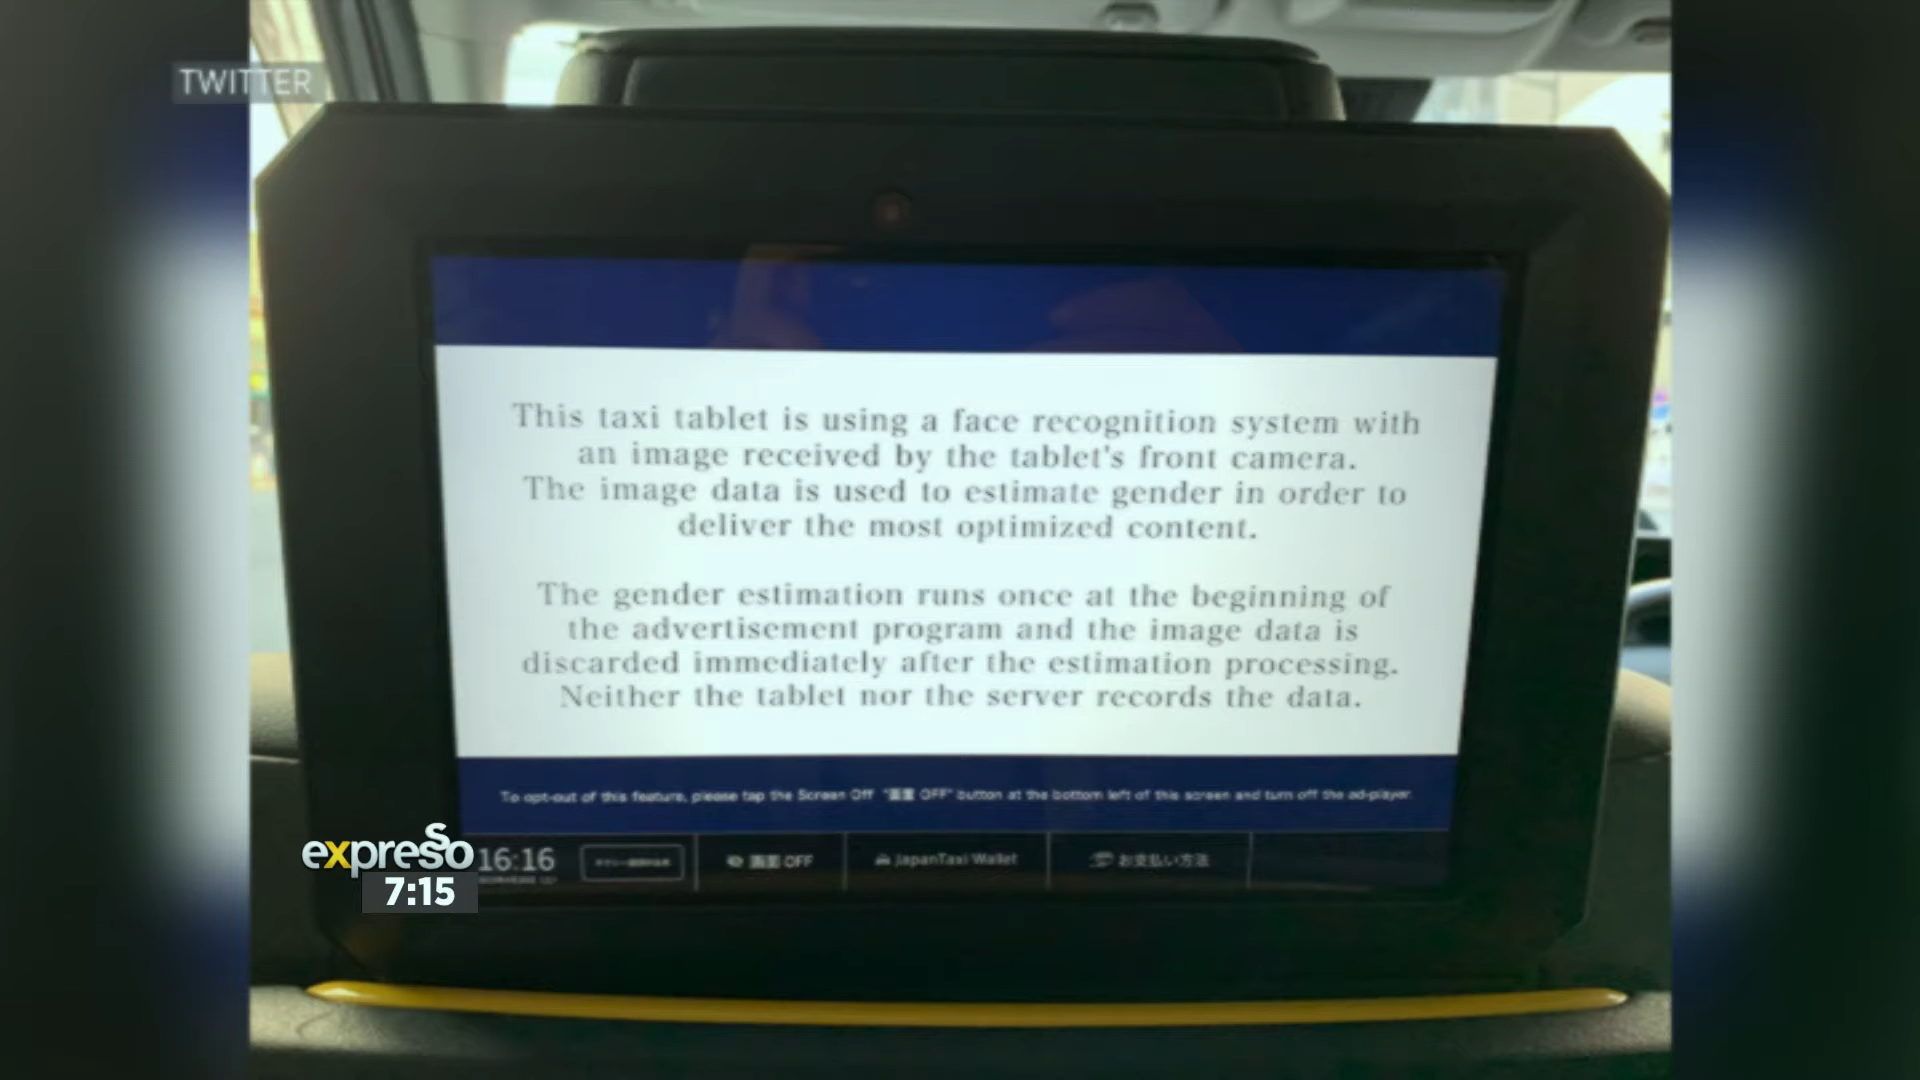 TWITTER
This taxi tablet is using a face recognition system with
an image received by the tablet's front camera.
The image data is used to estimate gender in order to
deliver the most optimized content.
The gender estimation runs once at the beginning of
the advertisement program and the image data is
discarded immediately after the estimation processing.
Neither the tablet nor the server records the data.
To opt-out of this feature, please tap the Screen Off "画面 OFF" button at the bottom left of this screen and turn off the ad-player.
16:16
画面 OFF
JapanTaxi Wallet
お支払い方法
expresso
7:15